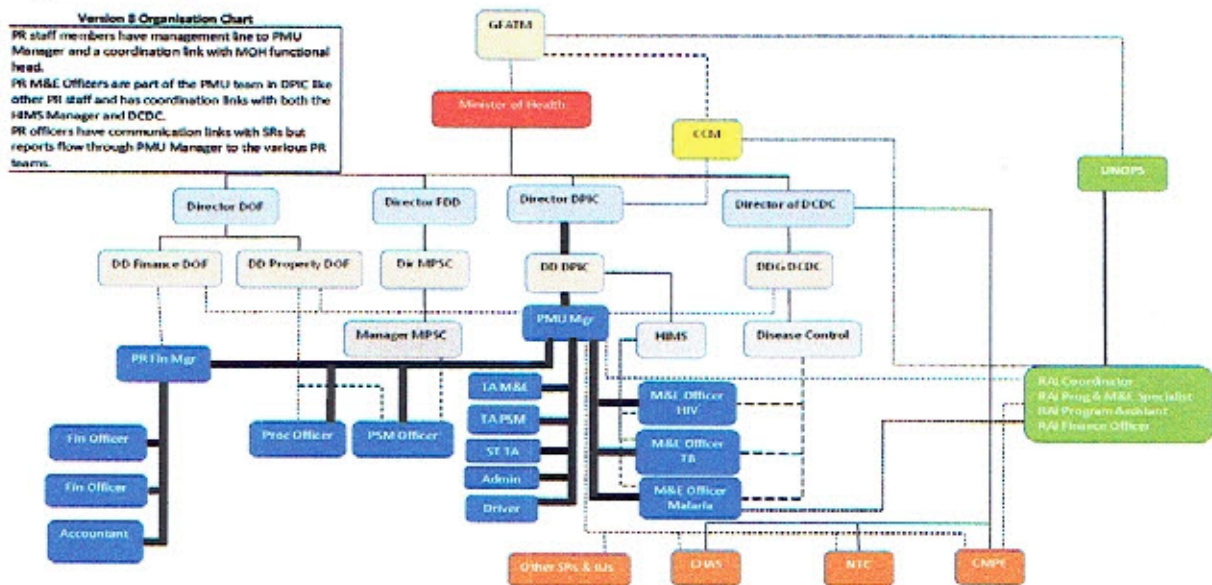 Version 8 Organisation Chart
PR staff members have management line to PMU
Manager and a coordination link with MOH functional
head.
PR M&E Officers are part of the PMU team in DPIC like
other PR staff and has coordination links with both the
HIMS Manager and DCDC.
PR officers have communication links with SRs but
reports flow through PMU Manager to the various PR
teams.
GFATM
Minister of Health
CCM
UNOPS
Director DOF
Director FDD
Director DPIC
Director of DCDC
DD Finance DOF
DD Property DOF
Dir MPSC
DD DPIC
DDG DCDC
PMU Mgr
Manager MPSC
HIMS
Disease Control
PR Fin Mgr
RAI Coordinator
RAI Prog & M&E Specialist
RAI Program Assistant
RAI Finance Officer
TA M&E
M&E Officer
HIV
TA PSM
Fin Officer
Proc Officer
PSM Officer
ST TA
M&E Officer
TB
Admin
Fin Officer
M&E Officer
Malaria
Driver
Accountant
Other SRs & IUs
CHAS
NTC
CMPE